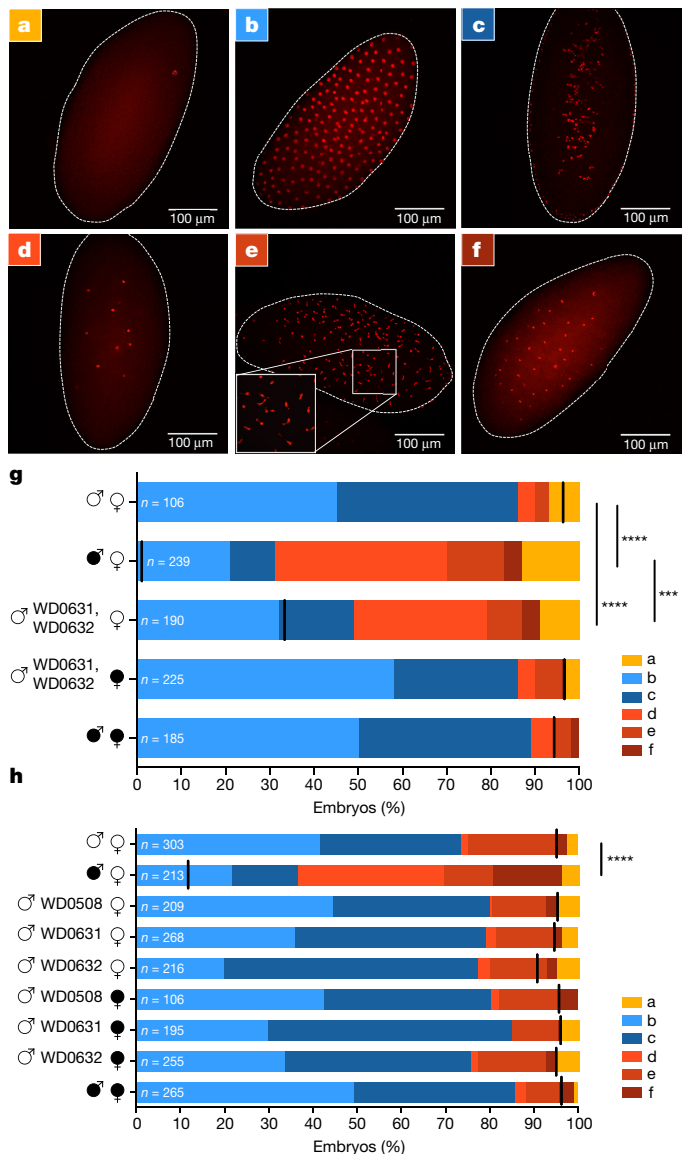 a
b
c
100 μm
100 μm
100 μm
d
e
f
100 μm
100 μm
100 μm
g
♂ ♀
n = 106
♂ ♀
n = 239
♂ WD0631, WD0632 ♀
n = 190
♂ WD0631, WD0632 ♀
n = 225
♂ ♀
n = 185
****
****
***
a
b
c
d
e
f
0 10 20 30 40 50 60 70 80 90 100
Embryos (%)
h
♂ ♀
n = 303
♂ ♀
n = 213
♂ WD0508 ♀
n = 209
♂ WD0631 ♀
n = 268
♂ WD0632 ♀
n = 216
♂ WD0508 ♀
n = 106
♂ WD0631 ♀
n = 195
♂ WD0632 ♀
n = 255
♂ ♀
n = 265
****
a
b
c
d
e
f
0 10 20 30 40 50 60 70 80 90 100
Embryos (%)